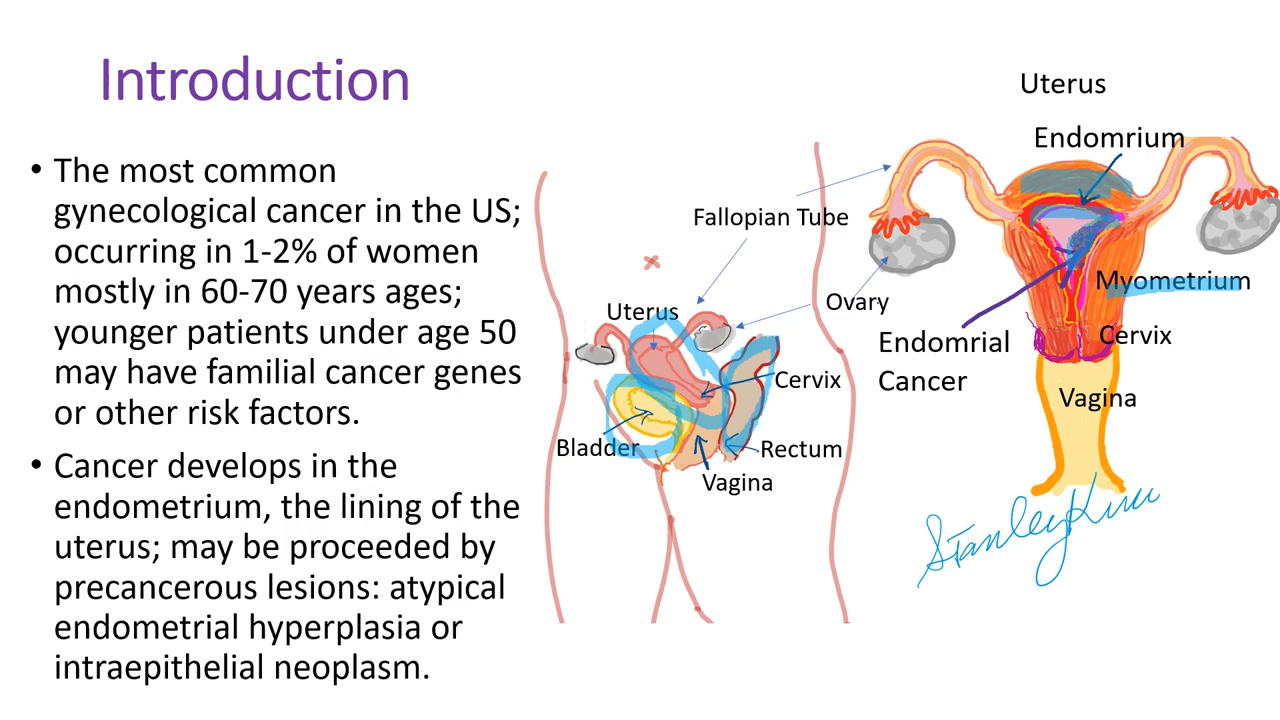 Introduction
• The most common
gynecological cancer in the US;
occurring in 1-2% of women
mostly in 60-70 years ages;
younger patients under age 50
may have familial cancer genes
or other risk factors.
• Cancer develops in the
endometrium, the lining of the
uterus; may be proceeded by
precancerous lesions: atypical
endometrial hyperplasia or
intraepithelial neoplasm.
Fallopian Tube
Uterus
Ovary
Cervix
Bladder
Rectum
Vagina
Uterus
Endomrium
Myometrium
Endomrial
Cancer
Cervix
Vagina
Stanley Kim